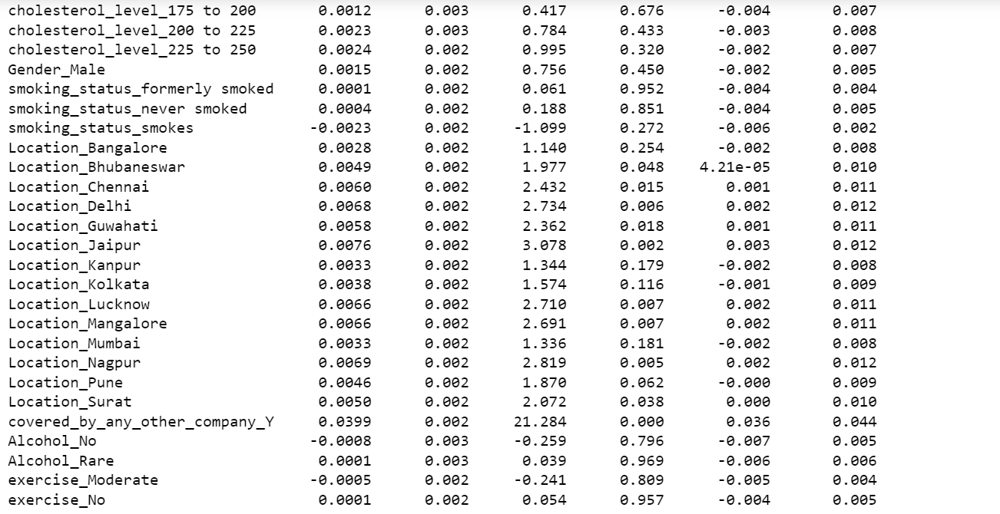 cholesterol_level_175 to 200 0.0012 0.003 0.417 0.676 -0.004 0.007
cholesterol_level_200 to 225 0.0023 0.003 0.784 0.433 -0.003 0.008
cholesterol_level_225 to 250 0.0024 0.002 0.995 0.320 -0.002 0.007
Gender_Male 0.0015 0.002 0.756 0.450 -0.002 0.005
smoking_status_formerly smoked 0.0001 0.002 0.061 0.952 -0.004 0.004
smoking_status_never smoked 0.0004 0.002 0.188 0.851 -0.004 0.005
smoking_status_smokes -0.0023 0.002 -1.099 0.272 -0.006 0.002
Location_Bangalore 0.0028 0.002 1.140 0.254 -0.002 0.008
Location_Bhubaneswar 0.0049 0.002 1.977 0.048 4.21e-05 0.010
Location_Chennai 0.0060 0.002 2.432 0.015 0.001 0.011
Location_Delhi 0.0068 0.002 2.734 0.006 0.002 0.012
Location_Guwahati 0.0058 0.002 2.362 0.018 0.001 0.011
Location_Jaipur 0.0076 0.002 3.078 0.002 0.003 0.012
Location_Kanpur 0.0033 0.002 1.344 0.179 -0.002 0.008
Location_Kolkata 0.0038 0.002 1.574 0.116 -0.001 0.009
Location_Lucknow 0.0066 0.002 2.710 0.007 0.002 0.011
Location_Mangalore 0.0066 0.002 2.691 0.007 0.002 0.011
Location_Mumbai 0.0033 0.002 1.336 0.181 -0.002 0.008
Location_Nagpur 0.0069 0.002 2.819 0.005 0.002 0.012
Location_Pune 0.0046 0.002 1.870 0.062 -0.000 0.009
Location_Surat 0.0050 0.002 2.072 0.038 0.000 0.010
covered_by_any_other_company_Y 0.0399 0.002 21.284 0.000 0.036 0.044
Alcohol_No -0.0008 0.003 -0.259 0.796 -0.007 0.005
Alcohol_Rare 0.0001 0.003 0.039 0.969 -0.006 0.006
exercise_Moderate -0.0005 0.002 -0.241 0.809 -0.005 0.004
exercise_No 0.0001 0.002 0.054 0.957 -0.004 0.005